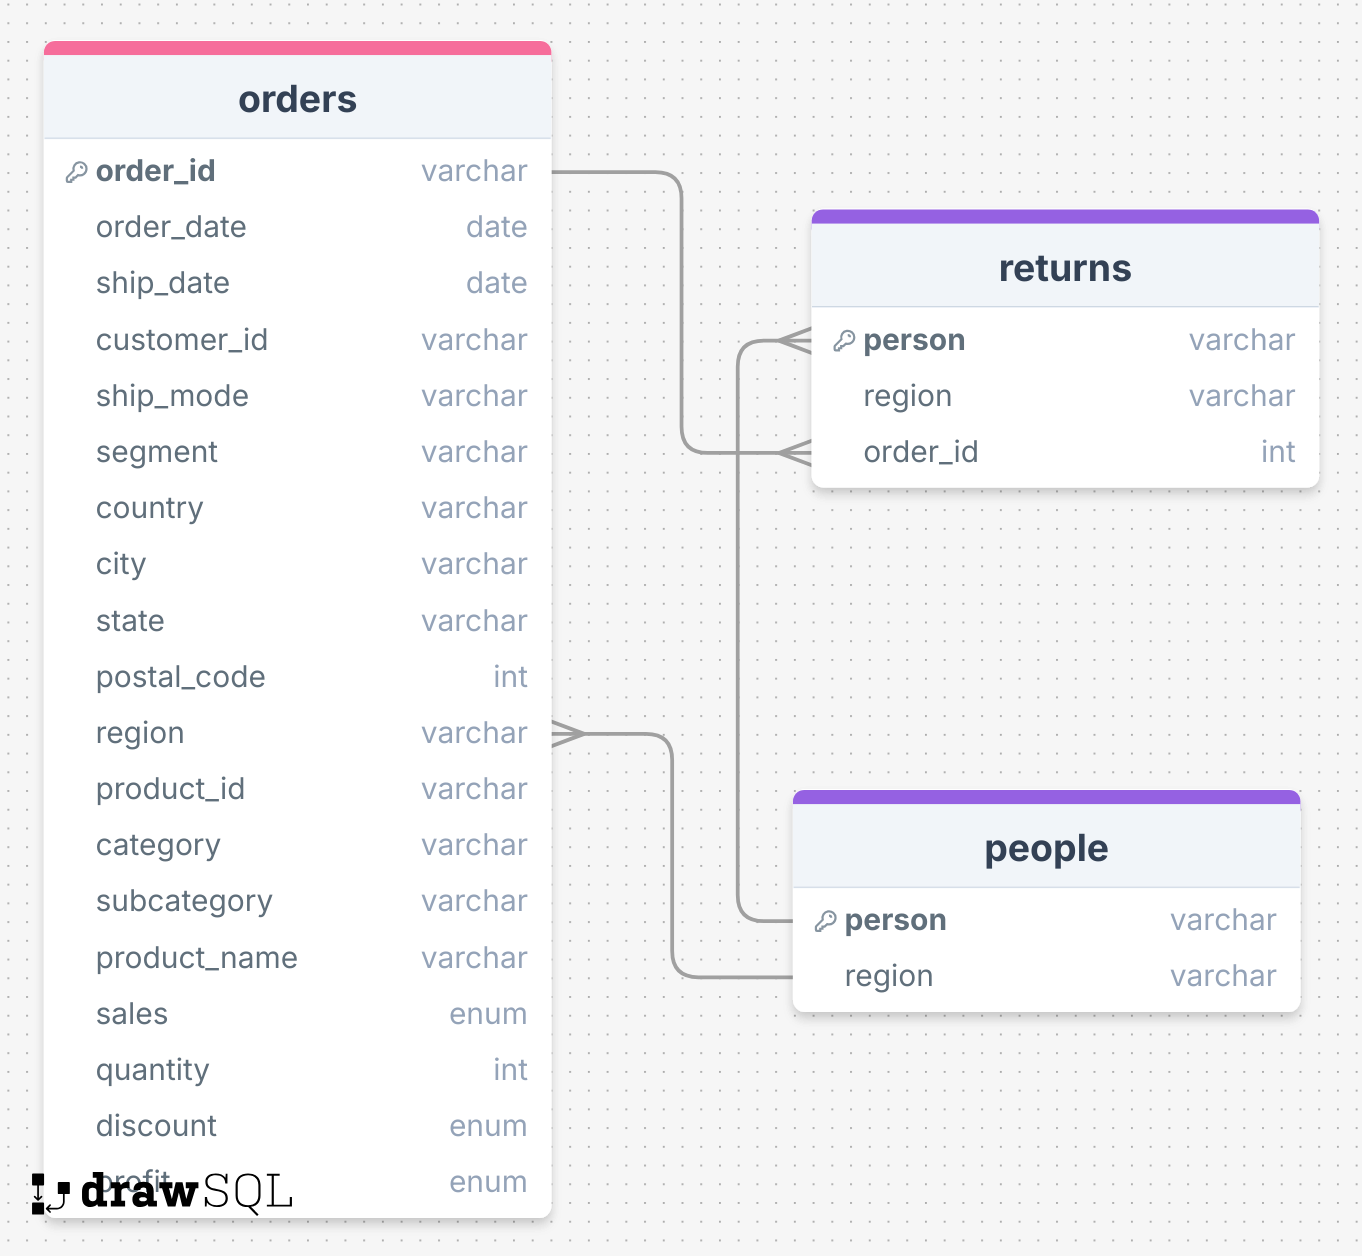 orders
order_id varchar
order_date date
ship_date date
customer_id varchar
ship_mode varchar
segment varchar
country varchar
city varchar
state varchar
postal_code int
region varchar
product_id varchar
category varchar
subcategory varchar
product_name varchar
sales enum
quantity int
discount enum
profit enum
drawSQL
returns
person varchar
region varchar
order_id int
people
person varchar
region varchar